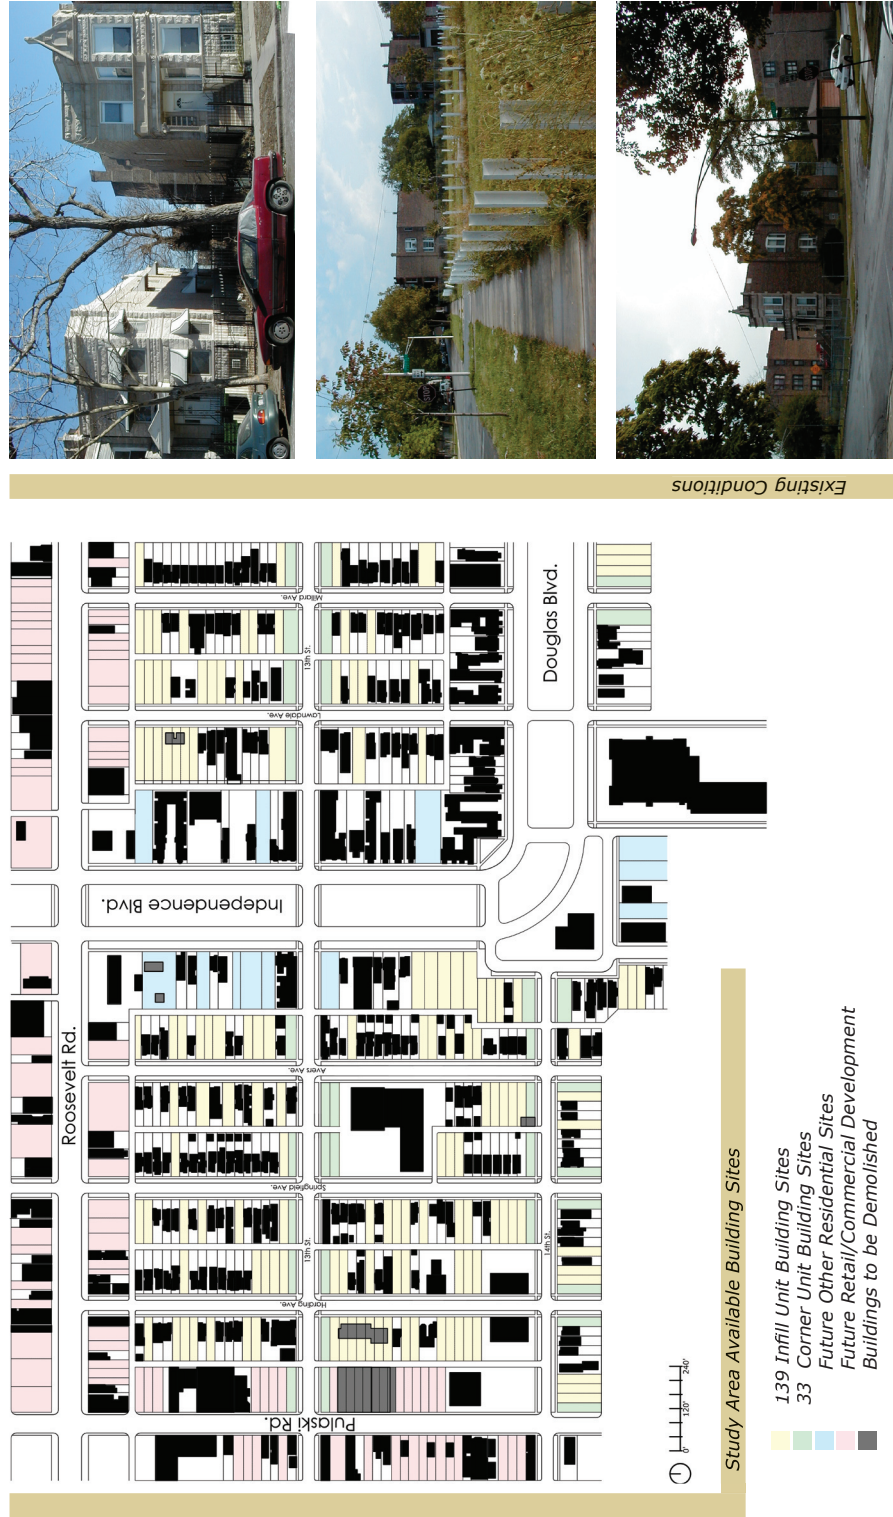 Existing Conditions
Millard Ave.
13th St.
Lawndale Ave.
Douglas Blvd.
Independence Blvd.
Roosevelt Rd.
Avers Ave.
Springfield Ave.
13th St.
14th St.
Harding Ave.
Pulaski Rd.
0' 120' 240'
Study Area Available Building Sites
139 Infill Unit Building Sites
33 Corner Unit Building Sites
Future Other Residential Sites
Future Retail/Commercial Development
Buildings to be Demolished
STOP